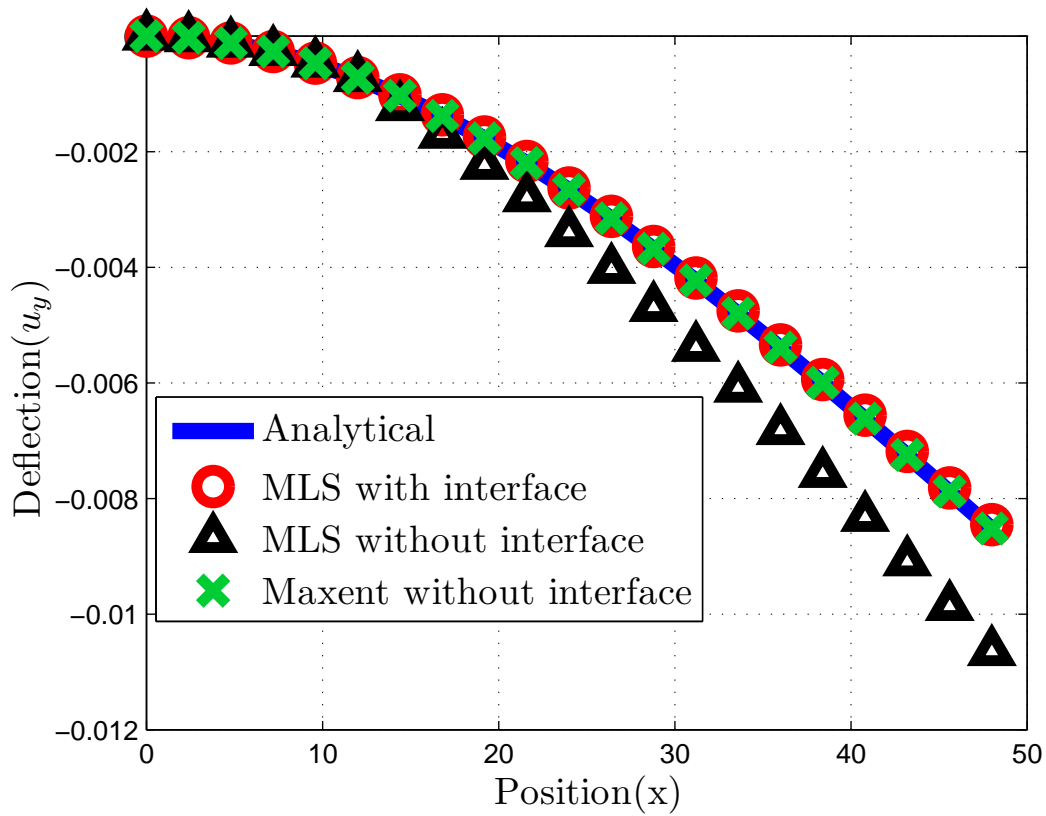 −0.002
−0.004
−0.006
−0.008
−0.01
−0.012
Deflection(u_y)
Analytical
MLS with interface
MLS without interface
Maxent without interface
0 10 20 30 40 50
Position(x)